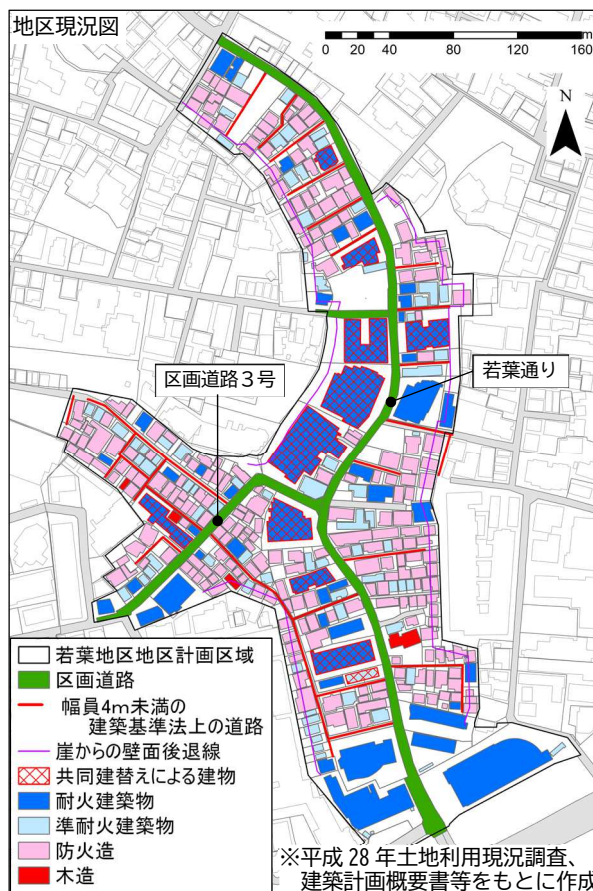 地区現況図
0 20 40 80 120 160
m
N
区画道路３号
若葉通り
若葉地区地区計画区域
区画道路
幅員4m未満の
建築基準法上の道路
崖からの壁面後退線
共同建替えによる建物
耐火建築物
準耐火建築物
防火造
木造
※平成 28 年土地利用現況調査、
建築計画概要書等をもとに作成